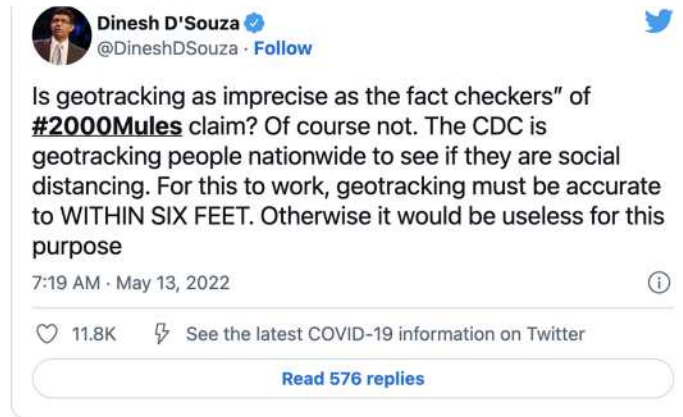 Dinesh D'Souza
@DineshDSouza · Follow
Is geotracking as imprecise as the fact checkers” of
#2000Mules claim? Of course not. The CDC is
geotracking people nationwide to see if they are social
distancing. For this to work, geotracking must be accurate
to WITHIN SIX FEET. Otherwise it would be useless for this
purpose
7:19 AM · May 13, 2022
11.8K See the latest COVID-19 information on Twitter
Read 576 replies